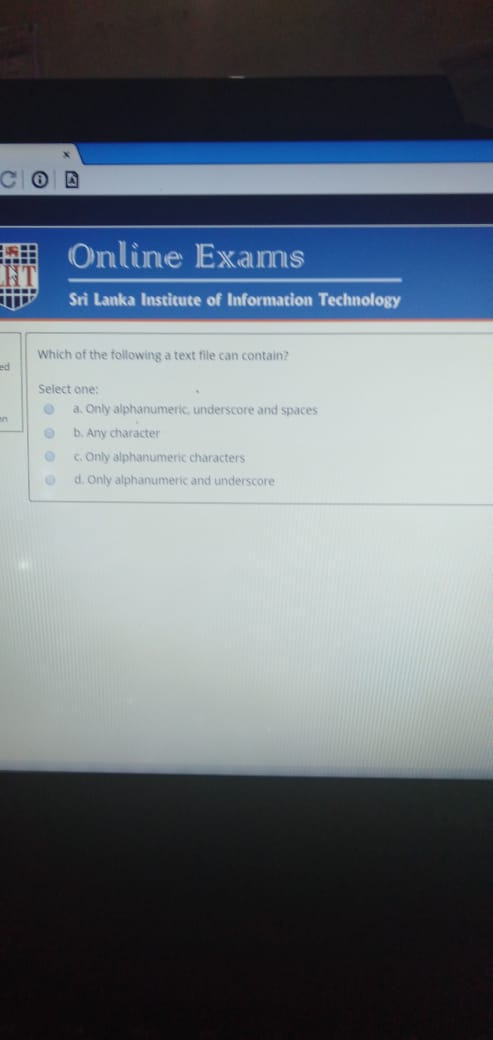 Online Exams
Sri Lanka Institute of Information Technology
ed
Which of the following a text file can contain?
Select one:
a. Only alphanumeric, underscore and spaces
b. Any character
c. Only alphanumeric characters
d. Only alphanumeric and underscore